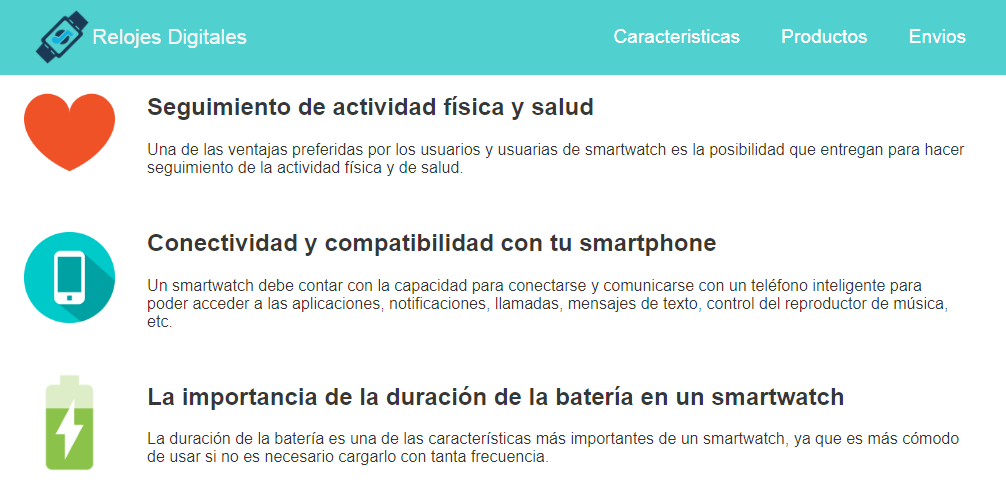 Relojes Digitales
Caracteristicas Productos Envios
Seguimiento de actividad física y salud
Una de las ventajas preferidas por los usuarios y usuarias de smartwatch es la posibilidad que entregan para hacer
seguimiento de la actividad física y de salud.
Conectividad y compatibilidad con tu smartphone
Un smartwatch debe contar con la capacidad para conectarse y comunicarse con un teléfono inteligente para
poder acceder a las aplicaciones, notificaciones, llamadas, mensajes de texto, control del reproductor de música,
etc.
La importancia de la duración de la batería en un smartwatch
La duración de la batería es una de las características más importantes de un smartwatch, ya que es más cómodo
de usar si no es necesario cargarlo con tanta frecuencia.